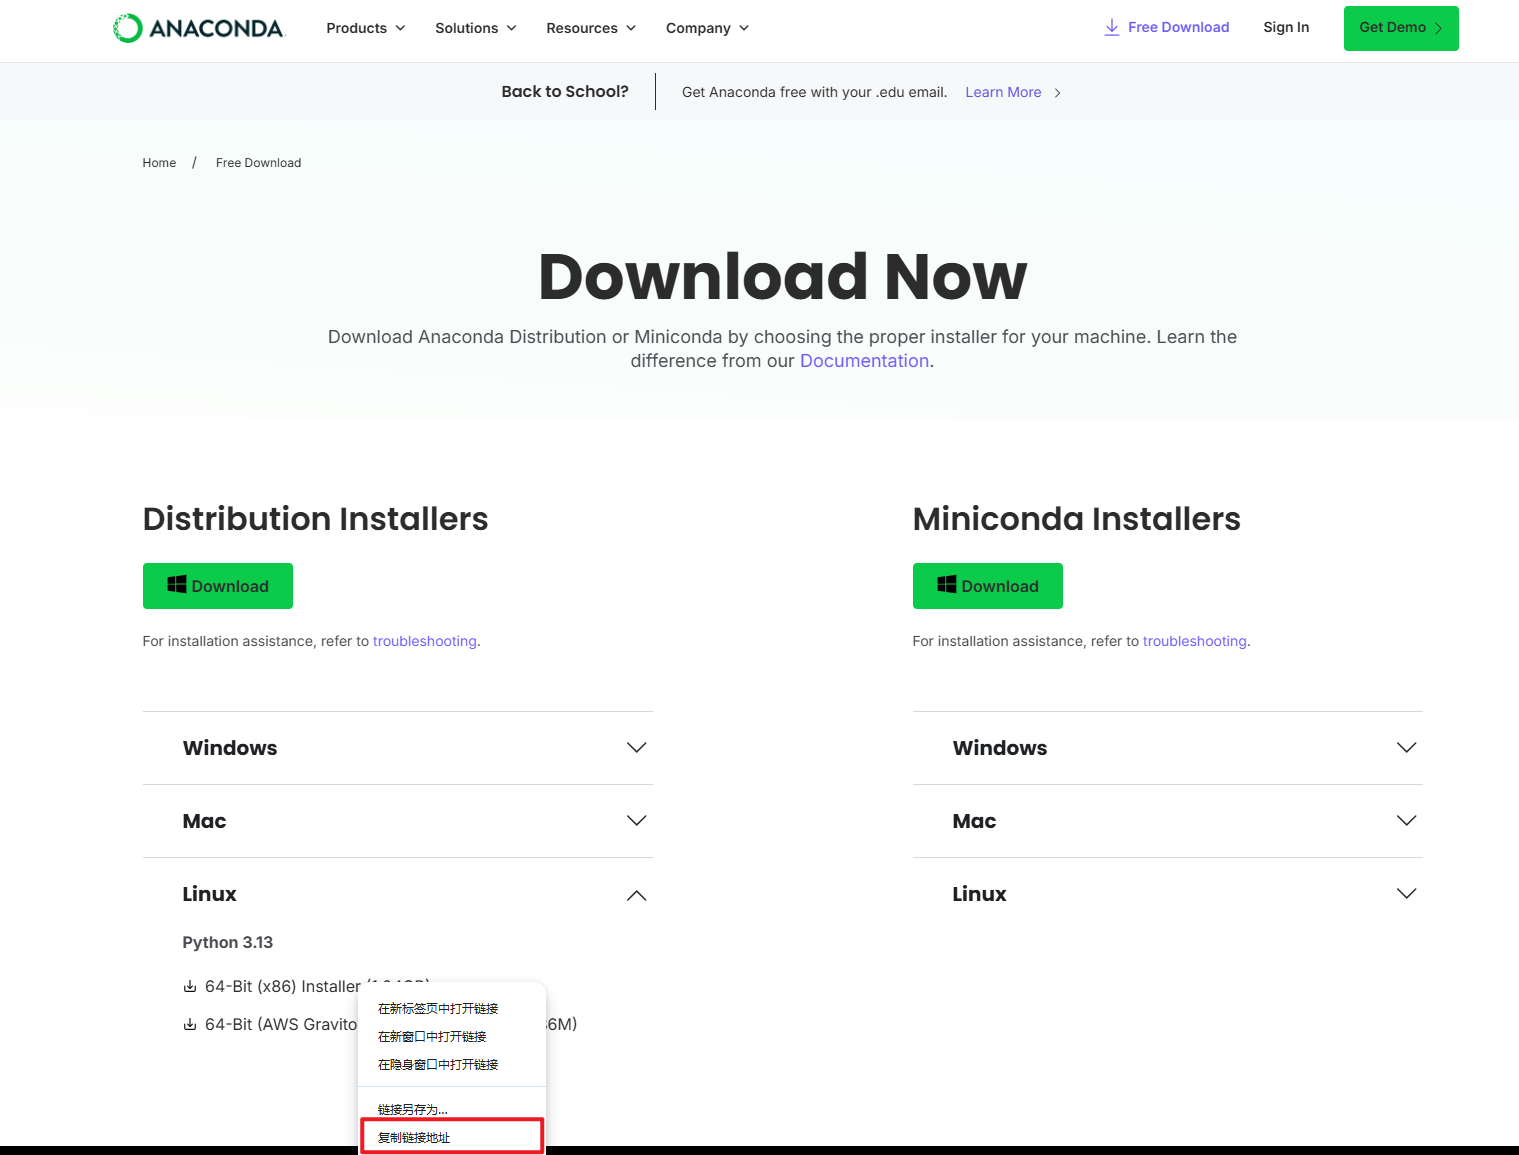 ANACONDA
Products
Solutions
Resources
Company
Free Download
Sign In
Get Demo
Back to School?
Get Anaconda free with your .edu email.
Learn More
Home / Free Download
Download Now
Download Anaconda Distribution or Miniconda by choosing the proper installer for your machine. Learn the
difference from our Documentation.
Distribution Installers
Download
For installation assistance, refer to troubleshooting.
Windows
Mac
Linux
Python 3.13
64-Bit (x86) Installer
64-Bit (AWS Gravito
6M)
在新标签页中打开链接
在新窗口中打开链接
在隐身窗口中打开链接
链接另存为...
复制链接地址
Miniconda Installers
Download
For installation assistance, refer to troubleshooting.
Windows
Mac
Linux